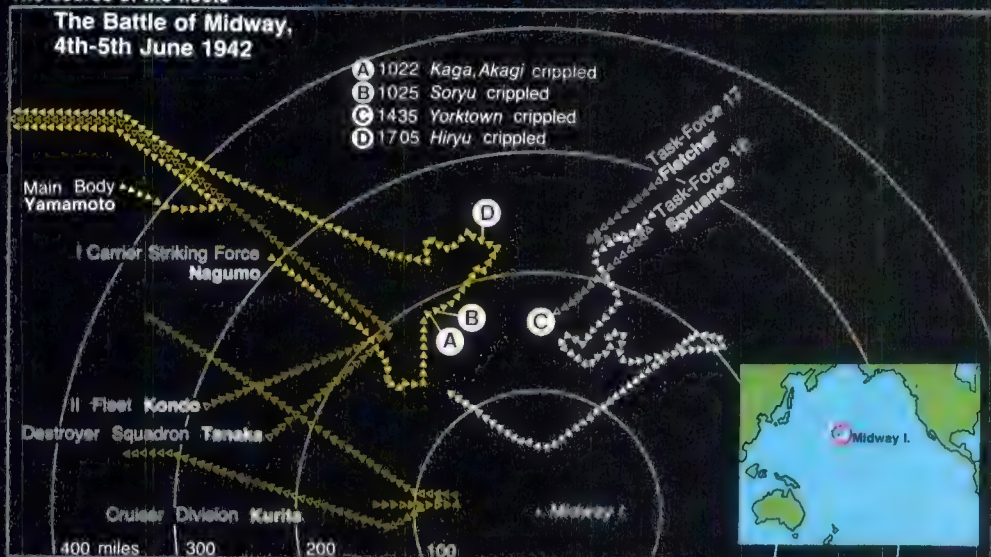 The Battle of Midway,
4th-5th June 1942
A 1022 Kaga, Akagi crippled
B 1025 Soryu crippled
C 1435 Yorktown crippled
D 1705 Hiryu crippled
Task-Force 17
Fletcher
Task-Force 16
Spruance
Main Body
Yamamoto
D
I Carrier Striking Force
Nagumo
B
C
A
II Fleet Kondo
Destroyer Squadron Tanaka
Cruiser Division Kurita
Midway I.
Midway I.
400 miles 300 200 100